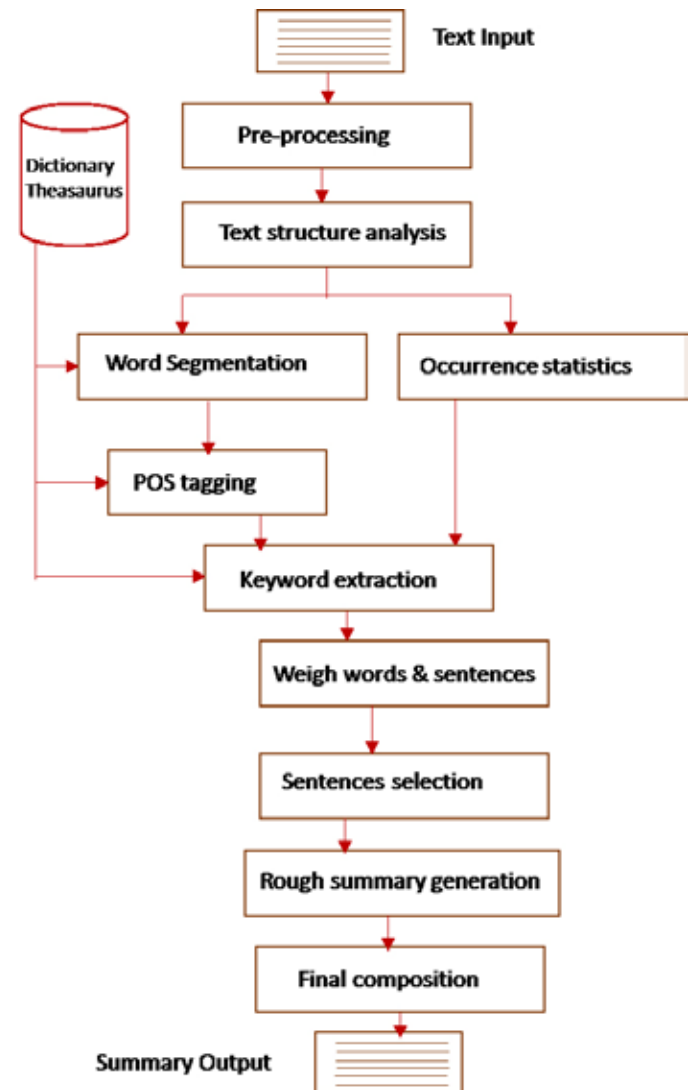 Text Input
Pre-processing
Dictionary
Theasaurus
Text structure analysis
Word Segmentation
Occurrence statistics
POS tagging
Keyword extraction
Weigh words & sentences
Sentences selection
Rough summary generation
Final composition
Summary Output